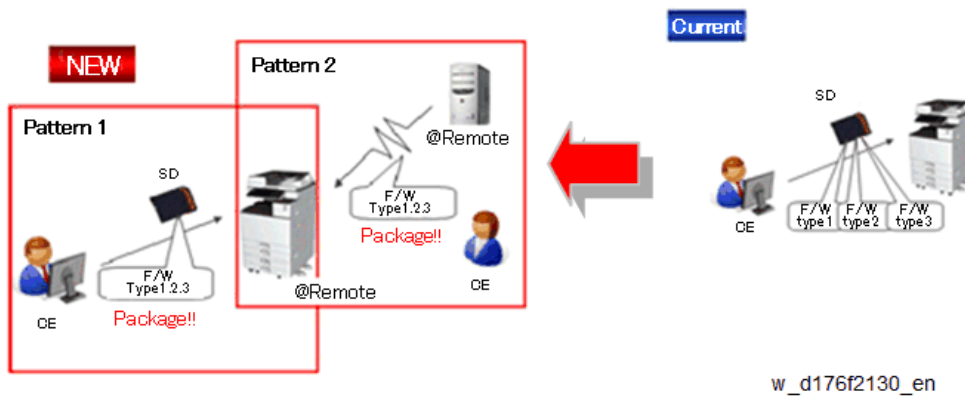 NEW
Pattern 1
SD
F/W
Type1.2.3
Package!!
CE
Pattern 2
@Remote
F/W
Type1.2.3
Package!!
CE
@Remote
Current
SD
CE
F/W
type1
F/W
type2
F/W
type3
w_d176f2130_en